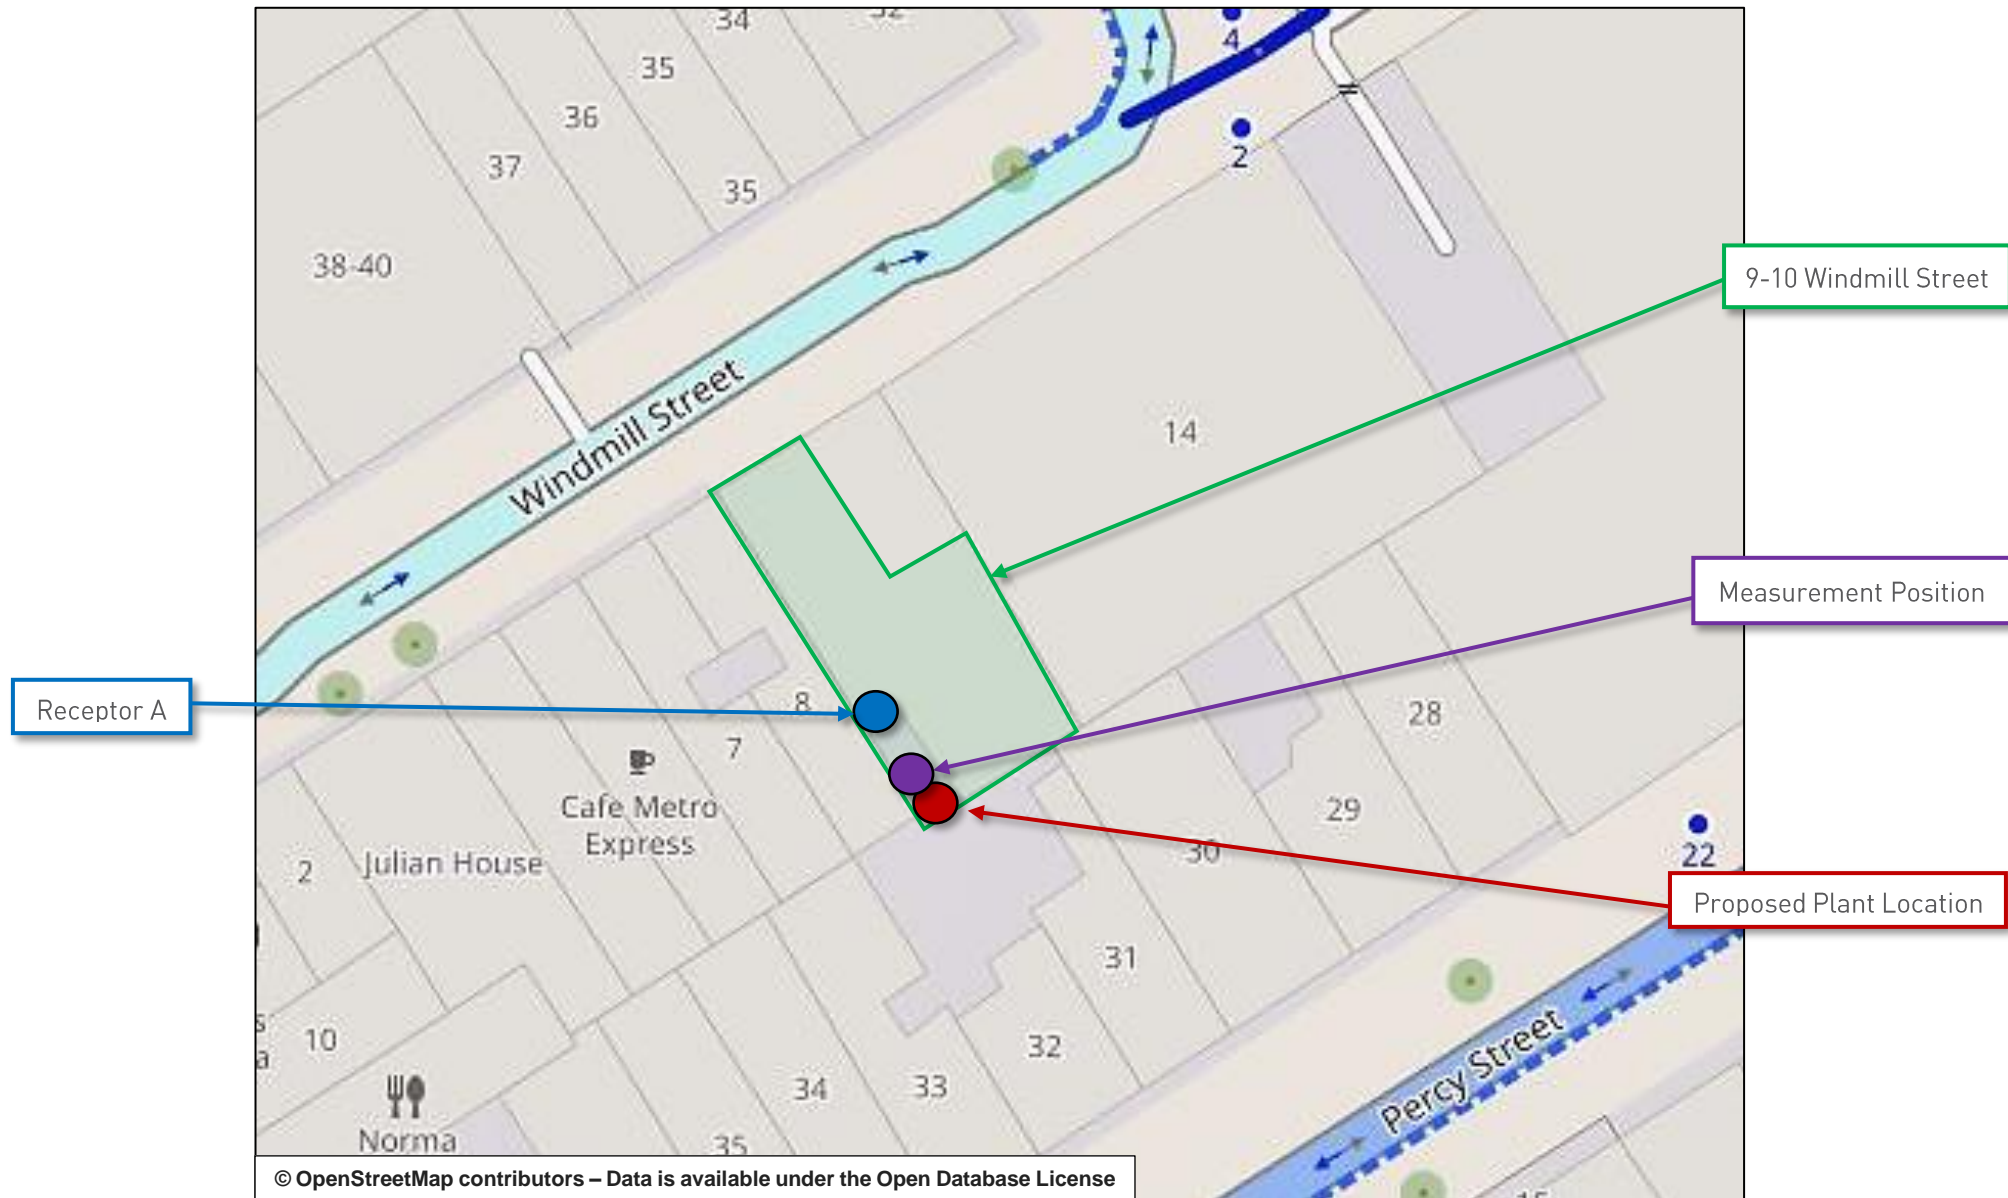 34
35
4
36
37
2
35
38-40
9-10 Windmill Street
Windmill Street
14
Measurement Position
Receptor A
8
28
7
Cafe Metro
Express
29
22
30
2
Julian House
Proposed Plant Location
31
10
32
34
33
Percy Street
Norma
35
© OpenStreetMap contributors – Data is available under the Open Database License